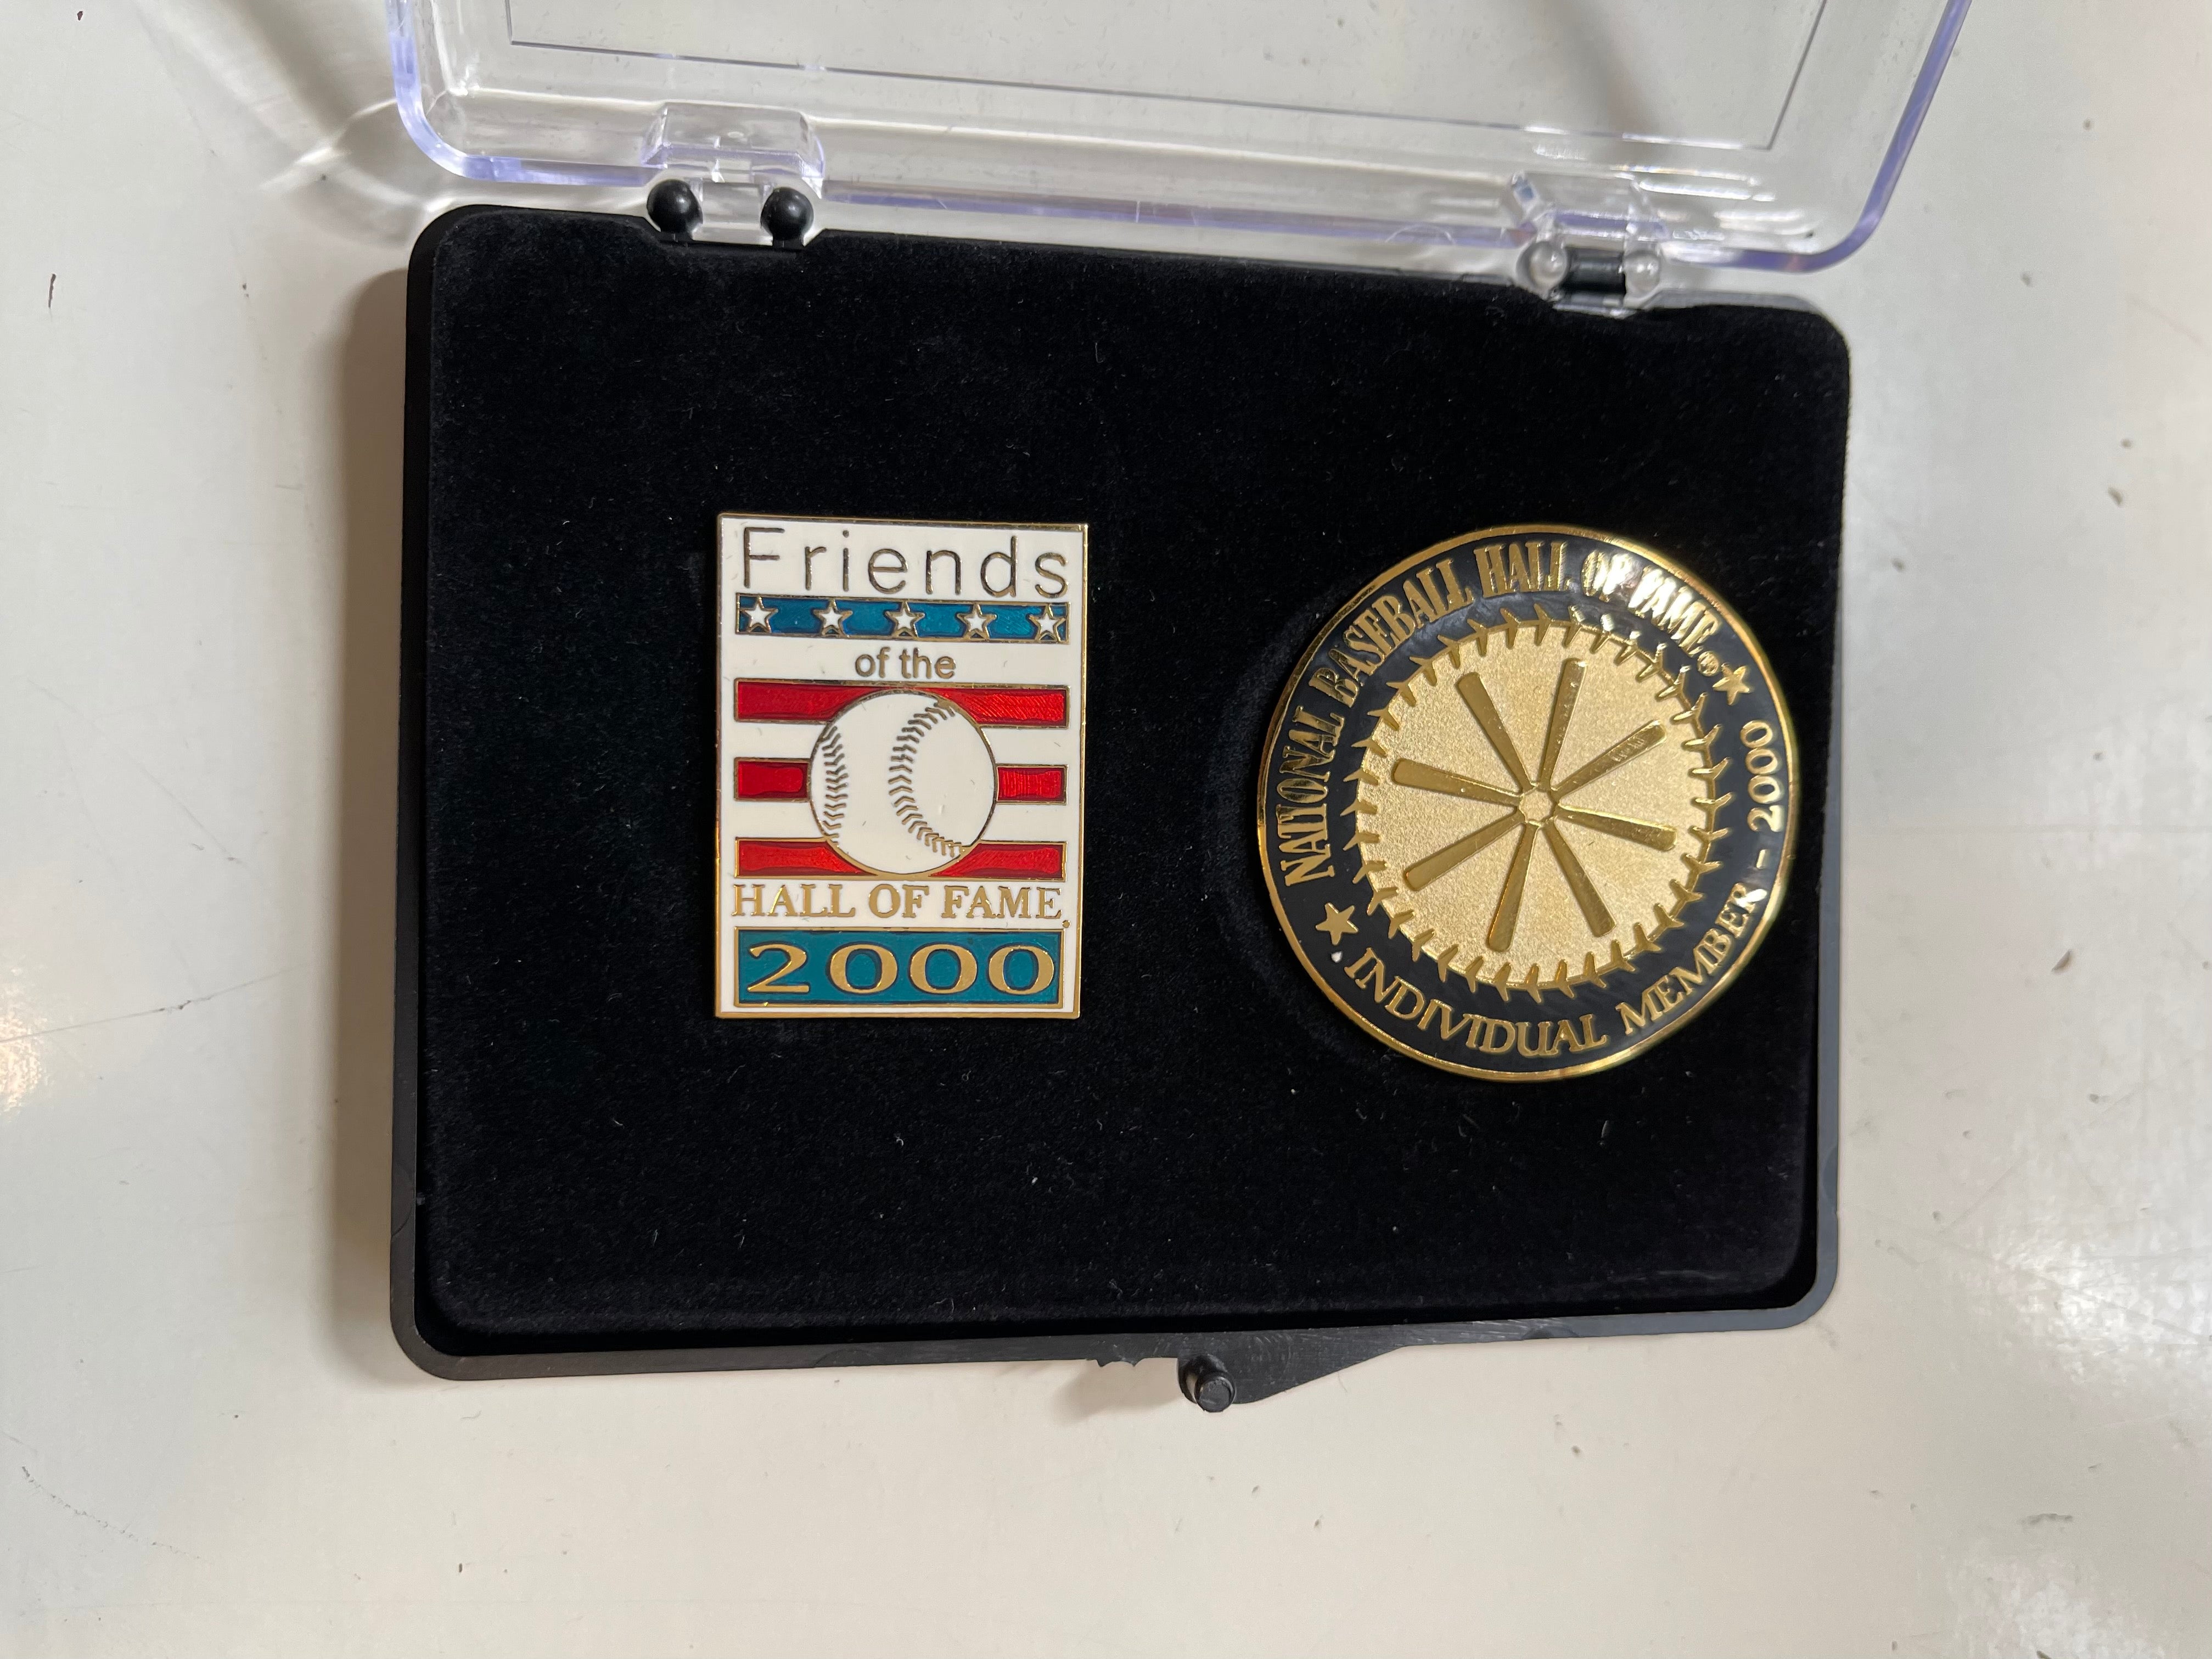 Friends
of the
HALL OF FAME
2000
NATIONAL BASEBALL HALL OF FAME®
INDIVIDUAL MEMBER - 2000